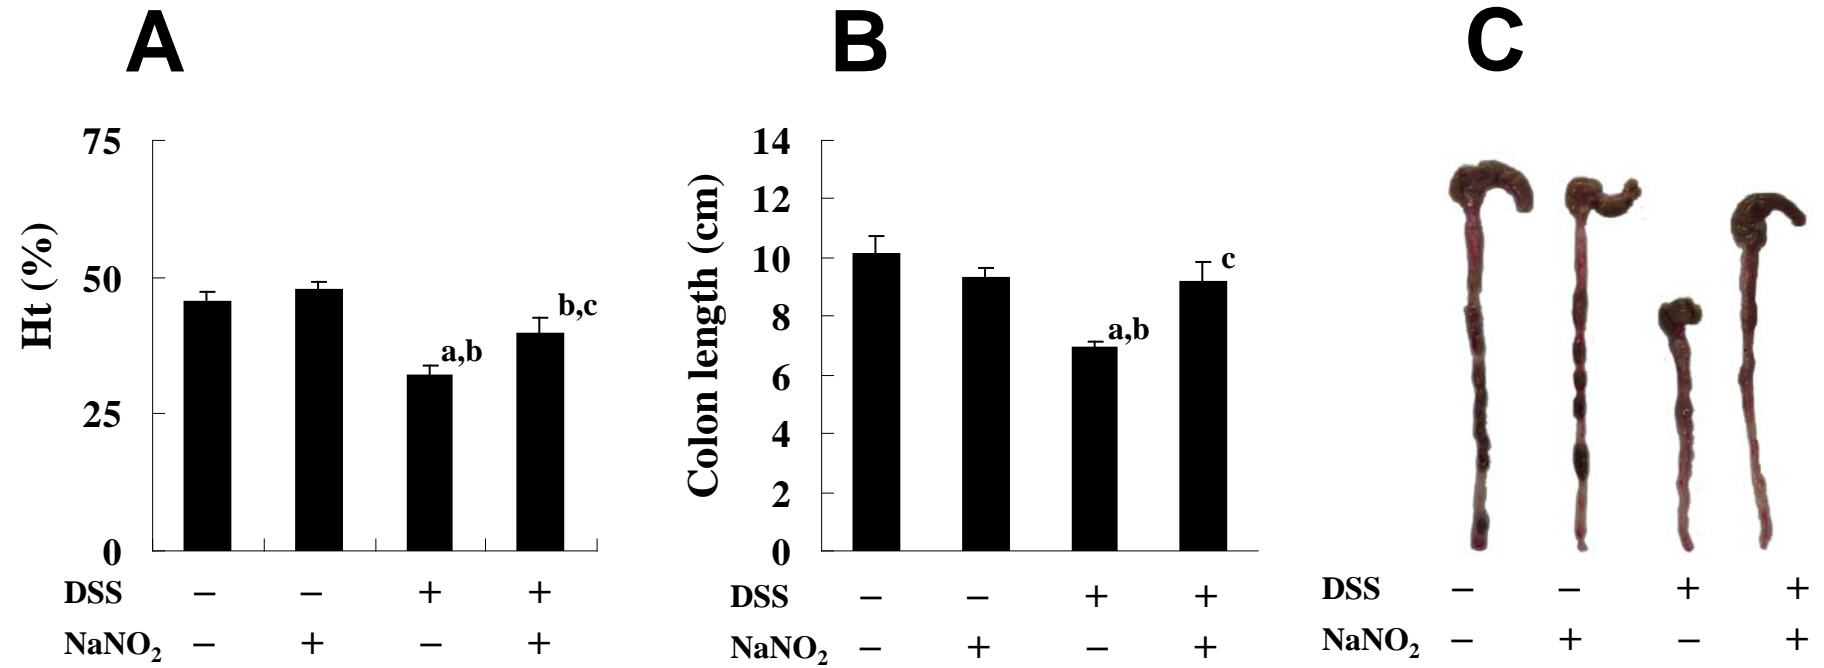 A
B
C
75
50
25
0
Ht (%)
b,c
a,b
DSS − − + +
NaNO₂ − + − +
14
12
10
8
6
4
2
0
Colon length (cm)
c
a,b
DSS − − + +
NaNO₂ − + − +
DSS − − + +
NaNO₂ − + − +